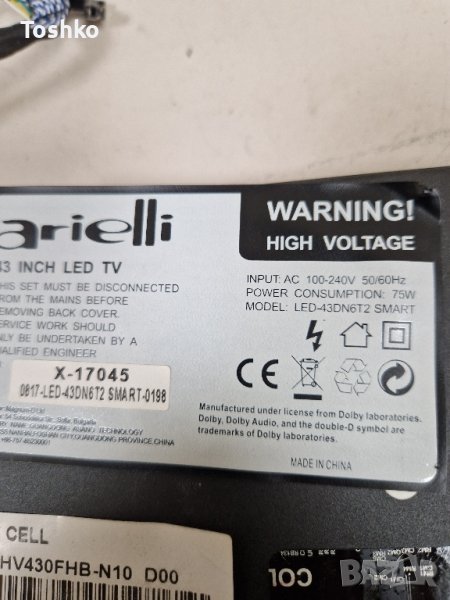 Toshko
arielli
WARNING!
HIGH VOLTAGE
43 INCH LED TV
THIS SET MUST BE DISCONNECTED
FROM THE MAINS BEFORE
REMOVING BACK COVER.
SERVICE WORK SHOULD
ONLY BE UNDERTAKEN BY A
QUALIFIED ENGINEER
INPUT: AC 100-240V 50/60Hz
POWER CONSUMPTION: 75W
MODEL: LED-43DN6T2 SMART
X-17045
0817-LED-43DN6T2 SMART-0198
CE
Manufactured under license from Dolby laboratories.
Dolby, Dolby Audio, and the double-D symbol are
trademarks of Dolby laboratories.
MADE IN CHINA
CELL
HV430FHB-N10 D00
COI
bazar